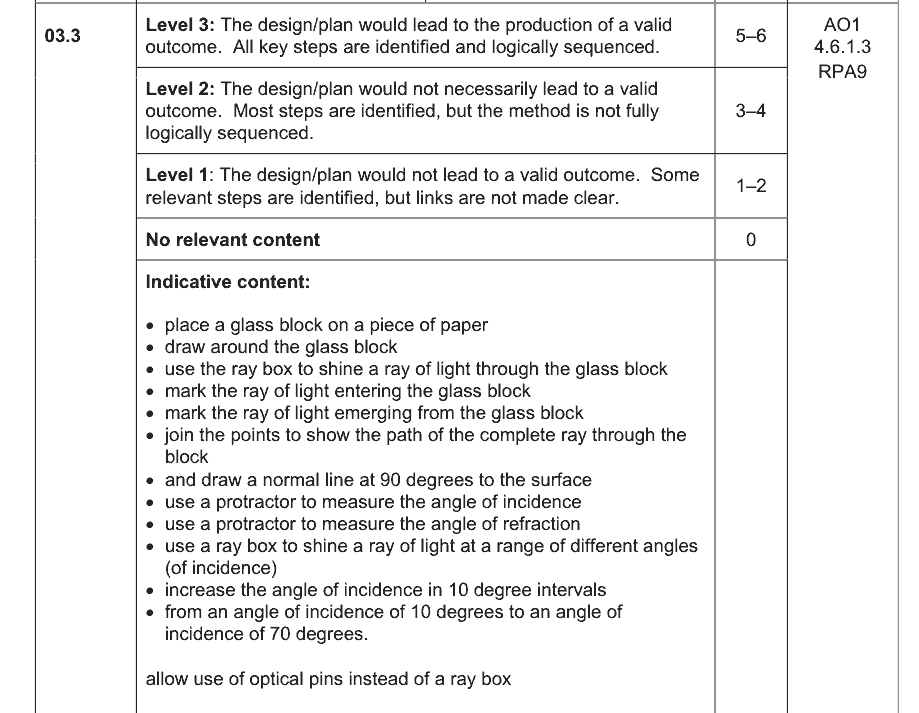 03.3
Level 3: The design/plan would lead to the production of a valid
outcome.  All key steps are identified and logically sequenced.
5–6
AO1
4.6.1.3
RPA9
Level 2: The design/plan would not necessarily lead to a valid
outcome.  Most steps are identified, but the method is not fully
logically sequenced.
3–4
Level 1: The design/plan would not lead to a valid outcome.  Some
relevant steps are identified, but links are not made clear.
1–2
No relevant content
0
Indicative content:
• place a glass block on a piece of paper
• draw around the glass block
• use the ray box to shine a ray of light through the glass block
• mark the ray of light entering the glass block
• mark the ray of light emerging from the glass block
• join the points to show the path of the complete ray through the
block
• and draw a normal line at 90 degrees to the surface
• use a protractor to measure the angle of incidence
• use a protractor to measure the angle of refraction
• use a ray box to shine a ray of light at a range of different angles
(of incidence)
• increase the angle of incidence in 10 degree intervals
• from an angle of incidence of 10 degrees to an angle of
incidence of 70 degrees.
allow use of optical pins instead of a ray box